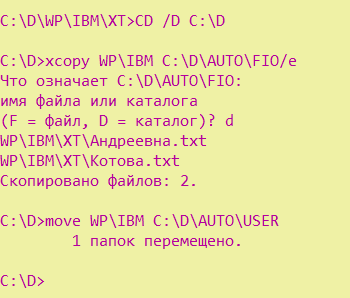 C:\D\WP\IBM\XT>CD /D C:\D
C:\D>xcopy WP\IBM C:\D\AUTO\FIO/e
Что означает C:\D\AUTO\FIO:
имя файла или каталога
(F = файл, D = каталог)? d
WP\IBM\XT\Андреевна.txt
WP\IBM\XT\Котова.txt
Скопировано файлов: 2.
C:\D>move WP\IBM C:\D\AUTO\USER
1 папок перемещено.
C:\D>